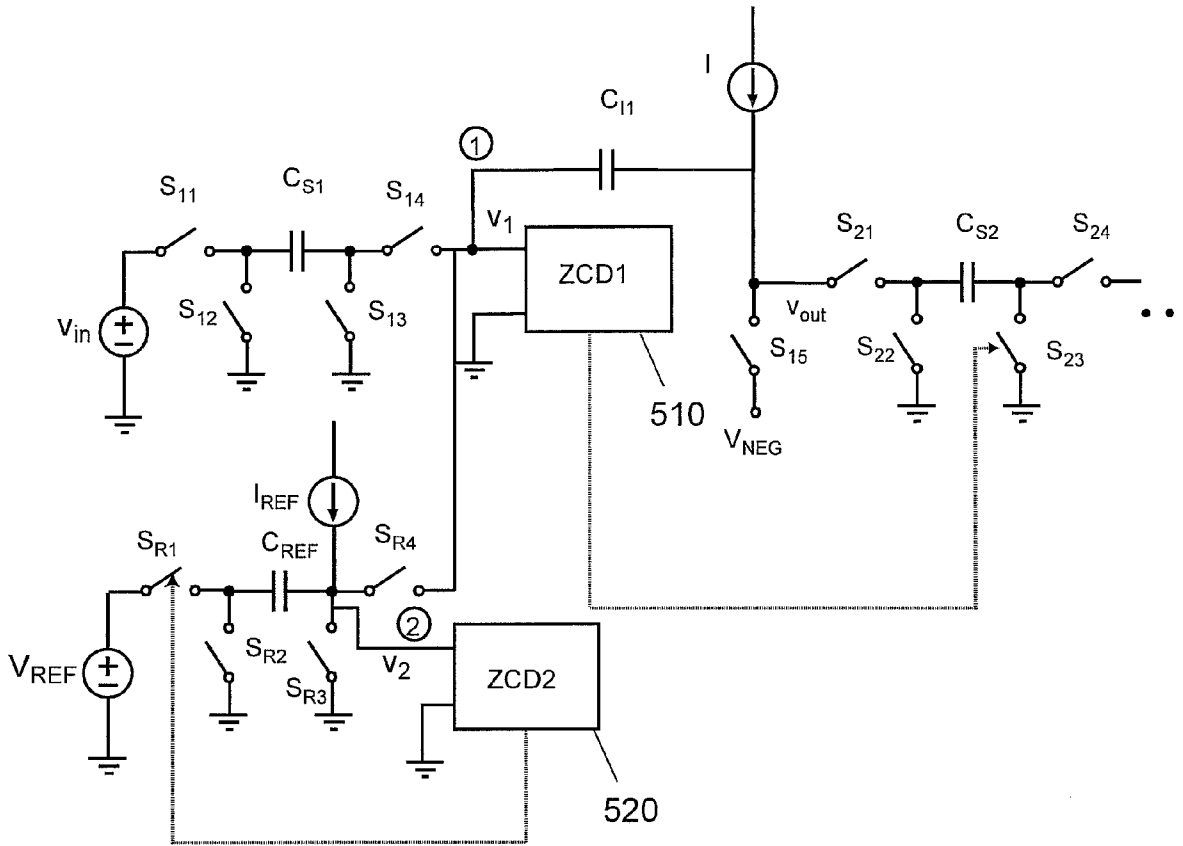 I
C_I1
1
S_11
C_S1
S_14
v_1
ZCD1
S_21
C_S2
S_24
v_in
+
−
S_12
S_13
v_out
S_15
S_22
S_23
510
V_NEG
I_REF
S_R1
C_REF
S_R4
2
V_REF
+
−
S_R2
S_R3
v_2
ZCD2
520